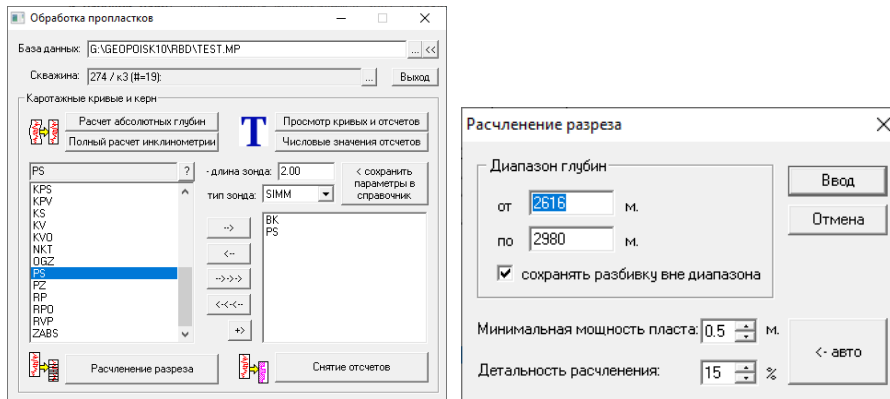 Обработка пропластков
База данных: G:\GEOPOISK10\RBD\TEST.MP ... <<
Скважина: 274 / к3 (#=19): ... Выход
Каротажные кривые и керн
Расчет абсолютных глубин
Полный расчет инклинометрии
T
Просмотр кривых и отсчетов
Числовые значения отсчетов
PS ?
- длина зонда: 2.00
тип зонда: SIMM
< сохранить
параметры в
справочник
KPS
KPV
KS
KV
KVO
NKT
OGZ
PS
PZ
RP
RPO
RVP
ZABS
-->
<--
-->->->
<-<-<--
+>
BK
PS
Расчленение разреза
Снятие отсчетов
Расчленение разреза
Диапазон глубин
от 2616 м.
по 2980 м.
сохранять разбивку вне диапазона
Ввод
Отмена
Минимальная мощность пласта: 0.5 м.
Детальность расчленения: 15 %
<- авто